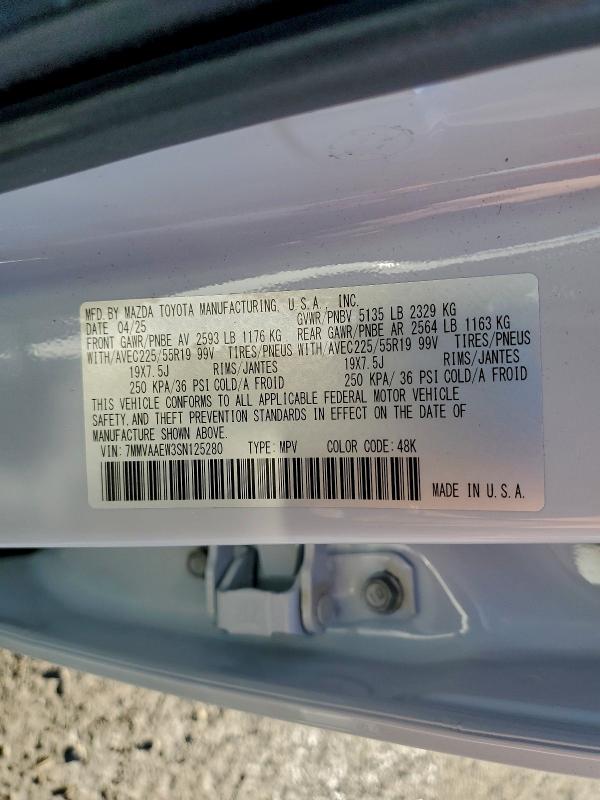 MFD. BY MAZDA TOYOTA MANUFACTURING, U.S.A., INC.
DATE 04/25 GVWR/PNBV 5135 LB 2329 KG
FRONT GAWR/PNBE AV 2593 LB 1176 KG REAR GAWR/PNBE AR 2564 LB 1163 KG
WITH/AVEC225/55R19 99V TIRES/PNEUS WITH/AVEC225/55R19 99V TIRES/PNEUS
19X7.5J RIMS/JANTES 19X7.5J RIMS/JANTES
250 KPA/36 PSI COLD/A FROID 250 KPA/ 36 PSI COLD/A FROID
THIS VEHICLE CONFORMS TO ALL APPLICABLE FEDERAL MOTOR VEHICLE
SAFETY, AND THEFT PREVENTION STANDARDS IN EFFECT ON THE DATE OF
MANUFACTURE SHOWN ABOVE.
VIN: 7MMVAAEW3SN125280 TYPE: MPV COLOR CODE: 48K
MADE IN U.S.A.